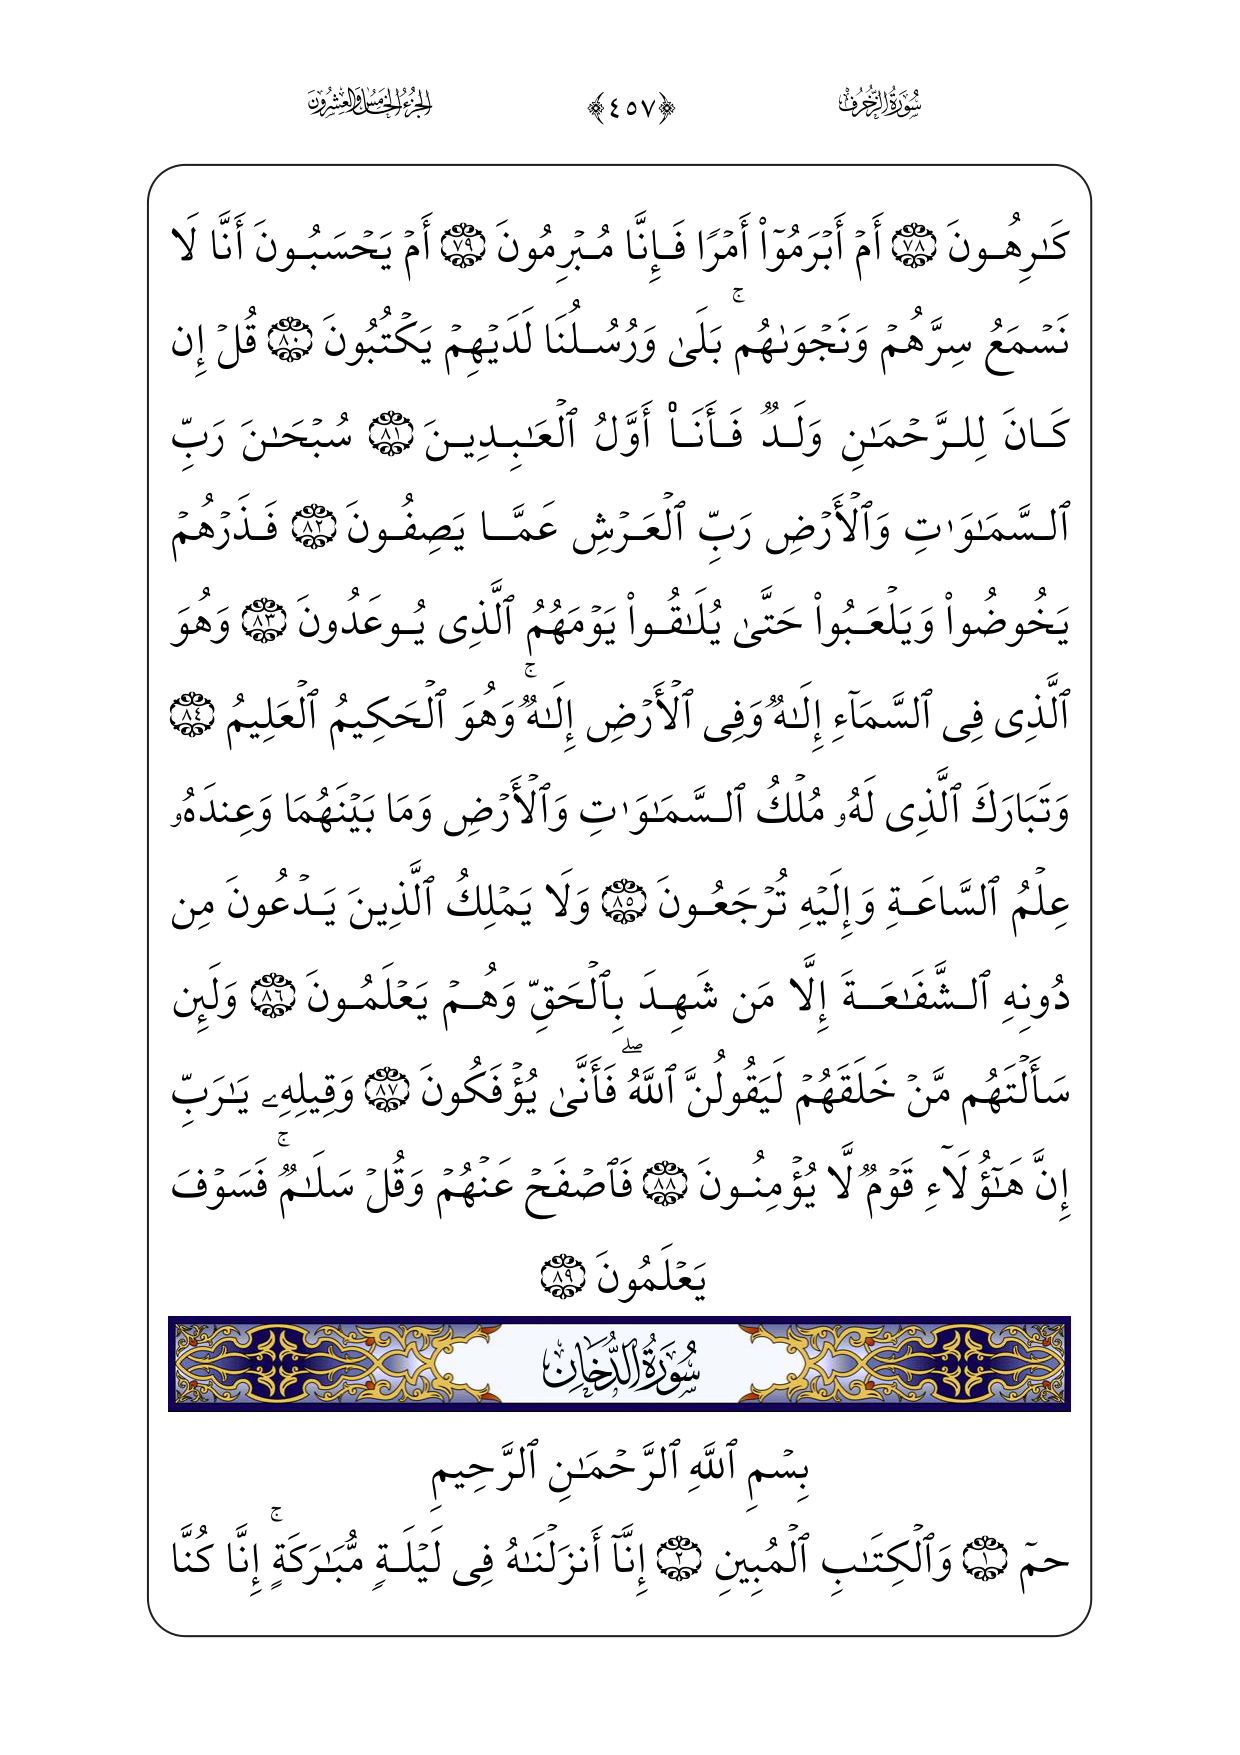 سُورَةُ الزُّخْرُفِ ﴿٤٥٧﴾ الجُزْءُ الخَامِسُ وَالعِشْرُونَ
كَٰرِهُونَ ٧٨ أَمۡ أَبۡرَمُوٓاْ أَمۡرٗا فَإِنَّا مُبۡرِمُونَ ٧٩ أَمۡ يَحۡسَبُونَ أَنَّا لَا
نَسۡمَعُ سِرَّهُمۡ وَنَجۡوَىٰهُمۚ بَلَىٰ وَرُسُلُنَا لَدَيۡهِمۡ يَكۡتُبُونَ ٨٠ قُلۡ إِن
كَانَ لِلرَّحۡمَٰنِ وَلَدٞ فَأَنَا۠ أَوَّلُ ٱلۡعَٰبِدِينَ ٨١ سُبۡحَٰنَ رَبِّ
ٱلسَّمَٰوَٰتِ وَٱلۡأَرۡضِ رَبِّ ٱلۡعَرۡشِ عَمَّا يَصِفُونَ ٨٢ فَذَرۡهُمۡ
يَخُوضُواْ وَيَلۡعَبُواْ حَتَّىٰ يُلَٰقُواْ يَوۡمَهُمُ ٱلَّذِى يُوعَدُونَ ٨٣ وَهُوَ
ٱلَّذِى فِى ٱلسَّمَآءِ إِلَٰهٞ وَفِى ٱلۡأَرۡضِ إِلَٰهٞۚ وَهُوَ ٱلۡحَكِيمُ ٱلۡعَلِيمُ ٨٤
وَتَبَارَكَ ٱلَّذِى لَهُۥ مُلۡكُ ٱلسَّمَٰوَٰتِ وَٱلۡأَرۡضِ وَمَا بَيۡنَهُمَا وَعِندَهُۥ
عِلۡمُ ٱلسَّاعَةِ وَإِلَيۡهِ تُرۡجَعُونَ ٨٥ وَلَا يَمۡلِكُ ٱلَّذِينَ يَدۡعُونَ مِن
دُونِهِ ٱلشَّفَٰعَةَ إِلَّا مَن شَهِدَ بِٱلۡحَقِّ وَهُمۡ يَعۡلَمُونَ ٨٦ وَلَئِن
سَأَلۡتَهُم مَّنۡ خَلَقَهُمۡ لَيَقُولُنَّ ٱللَّهُۖ فَأَنَّىٰ يُؤۡفَكُونَ ٨٧ وَقِيلِهِۦ يَٰرَبِّ
إِنَّ هَٰٓؤُلَآءِ قَوۡمٞ لَّا يُؤۡمِنُونَ ٨٨ فَٱصۡفَحۡ عَنۡهُمۡ وَقُلۡ سَلَٰمٞۚ فَسَوۡفَ
يَعۡلَمُونَ ٨٩
سُورَةُ الدُّخَانِ
بِسۡمِ ٱللَّهِ ٱلرَّحۡمَٰنِ ٱلرَّحِيمِ
حمٓ ١ وَٱلۡكِتَٰبِ ٱلۡمُبِينِ ٢ إِنَّآ أَنزَلۡنَٰهُ فِى لَيۡلَةٖ مُّبَٰرَكَةٍۚ إِنَّا كُنَّا